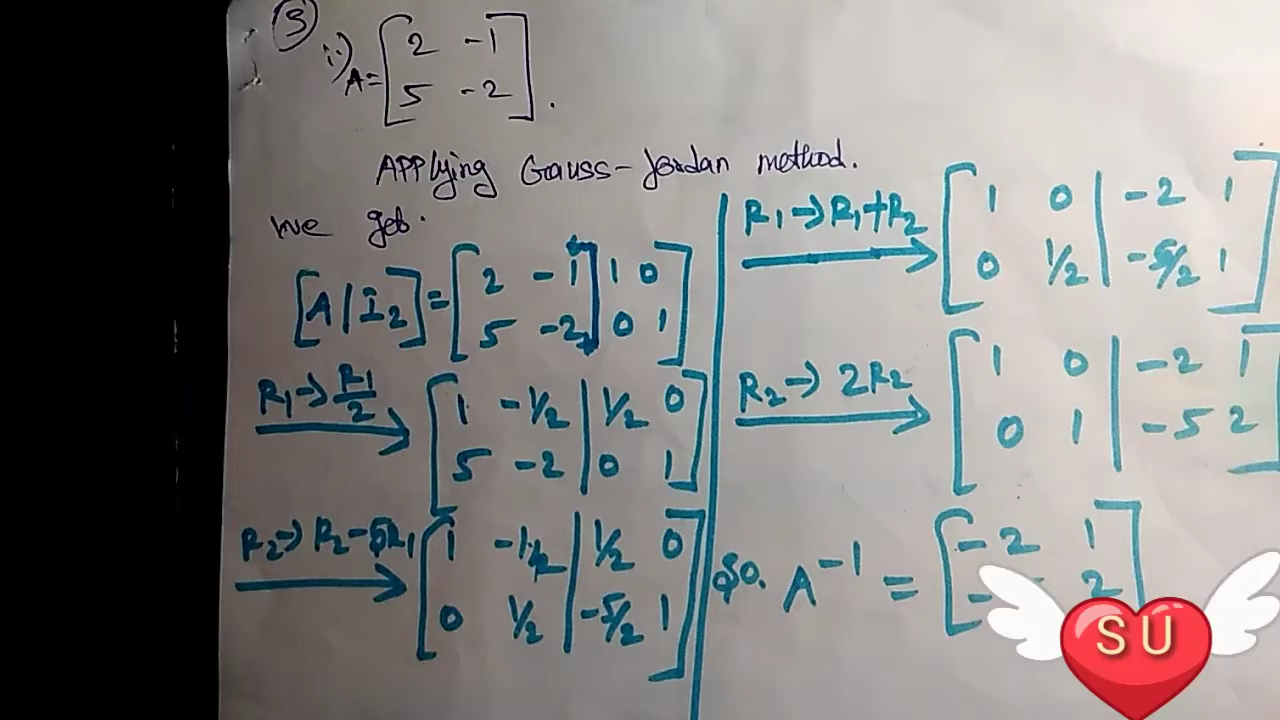 3
i) A = [ 2 -1
5 -2 ].
Applying Gauss-Jordan method.
we get.
[A | I₂] = [ 2 -1 | 1 0
5 -2 | 0 1 ]
R₁ → R₁/2 [ 1 -1/2 | 1/2 0
5 -2 | 0 1 ]
R₂ → R₂ - 5R₁ [ 1 -1/2 | 1/2 0
0 1/2 | -5/2 1 ]
R₁ → R₁ + R₂ [ 1 0 | -2 1
0 1/2 | -5/2 1 ]
R₂ → 2R₂ [ 1 0 | -2 1
0 1 | -5 2 ]
So. A⁻¹ = [ -2 1
- 2 ]
SU